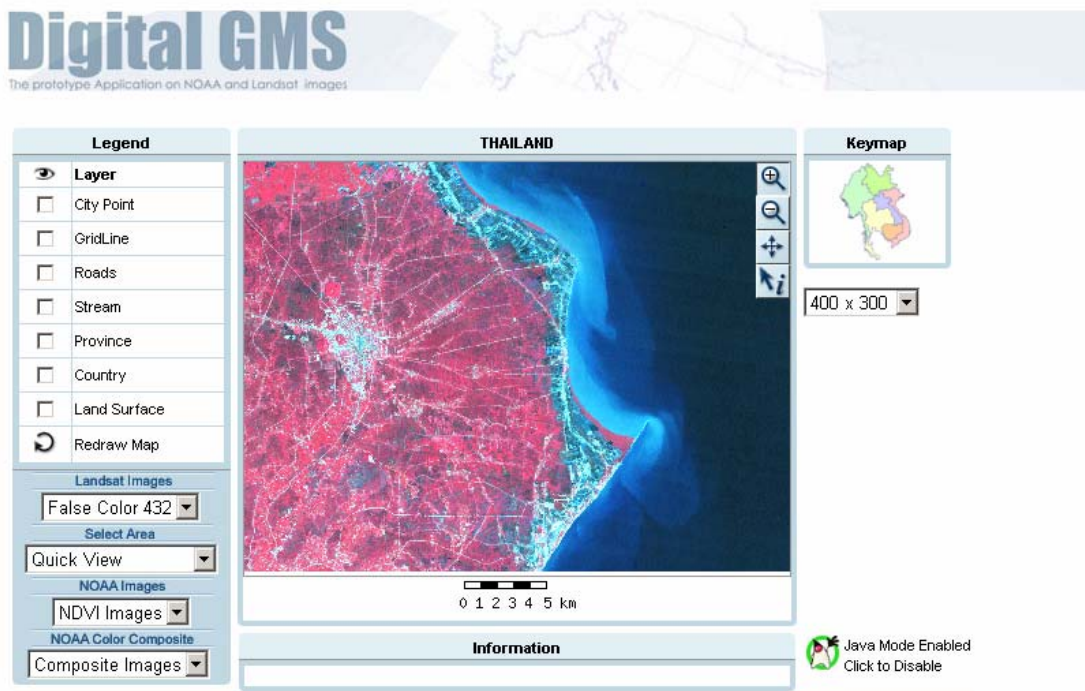 Digital GMS
The prototype Application on NOAA and Landsat images
Legend
Layer
City Point
GridLine
Roads
Stream
Province
Country
Land Surface
Redraw Map
Landsat Images
False Color 432
Select Area
Quick View
NOAA Images
NDVI Images
NOAA Color Composite
Composite Images
THAILAND
i
0 1 2 3 4 5 km
Information
Keymap
400 x 300
Java Mode Enabled
Click to Disable